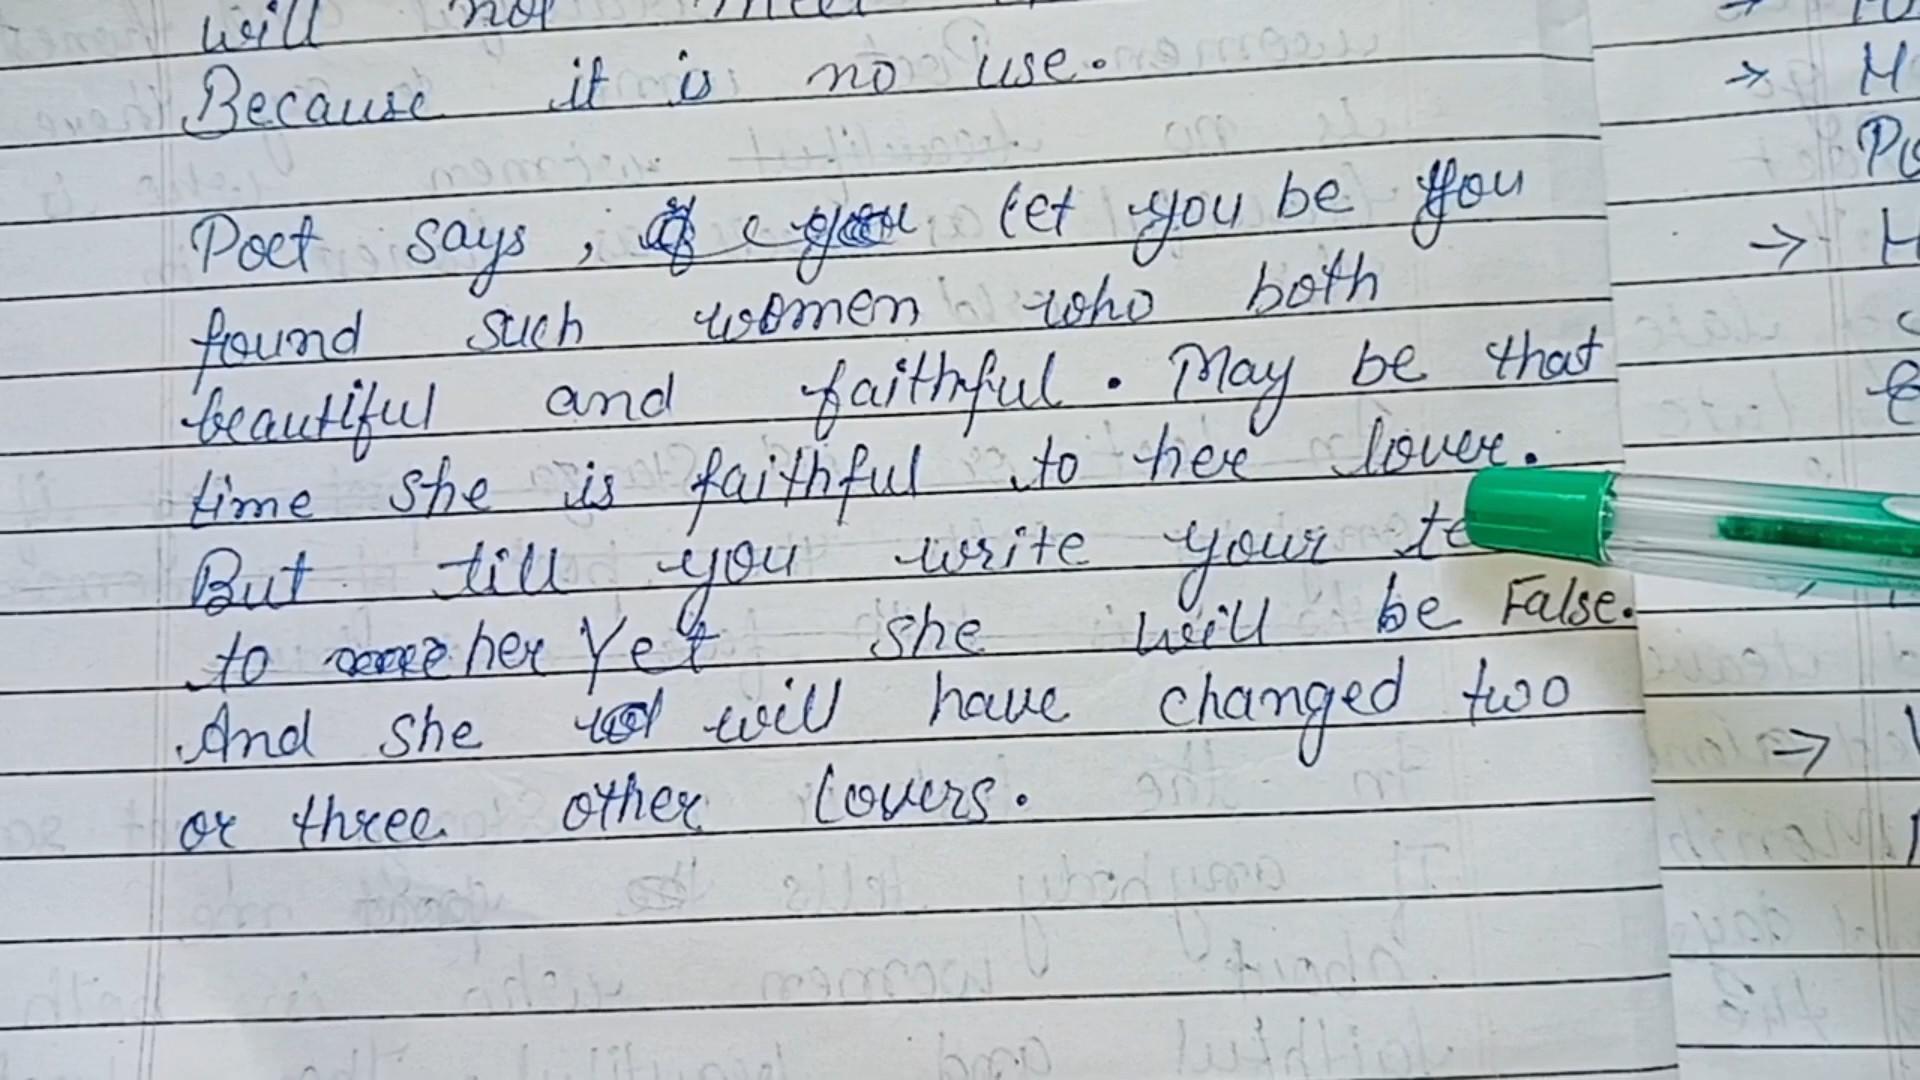 will not
Because it is no use.
Poet says, let you be you
found such women who both
beautiful and faithful. May be that
time she is faithful to her lover.
But till you write your
to her Yet she will be False.
And she will have changed two
or three other lovers.